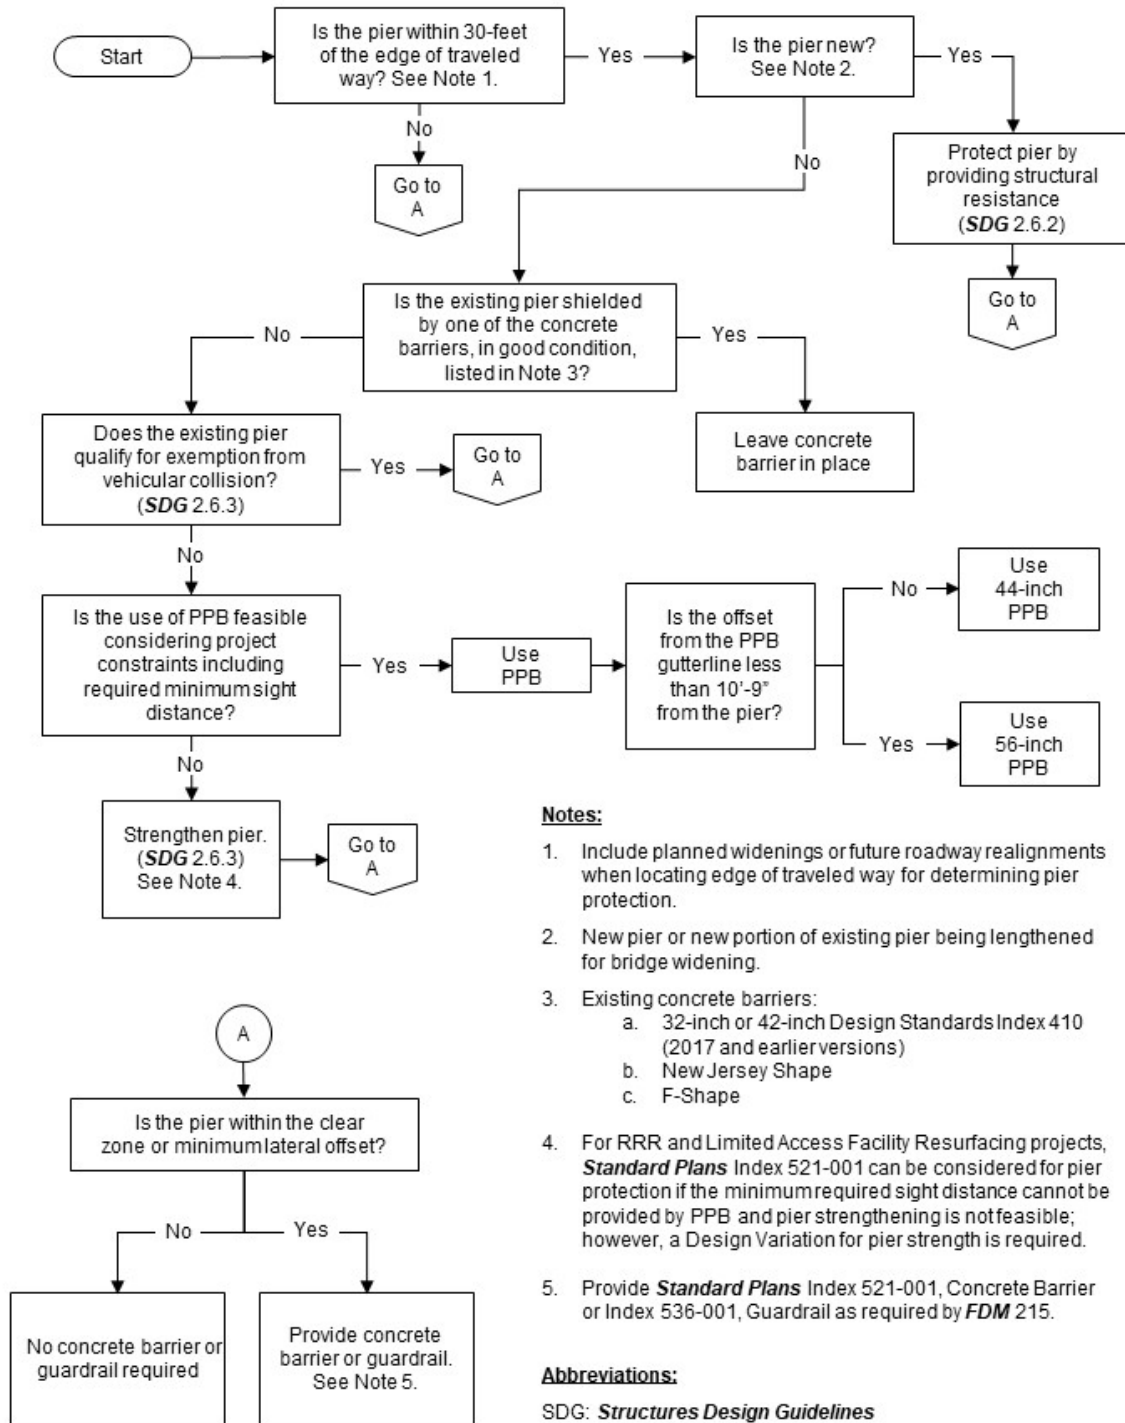 Start
Is the pier within 30-feet
of the edge of traveled
way? See Note 1.
Yes
Is the pier new?
See Note 2.
Yes
No
Go to
A
No
Protect pier by
providing structural
resistance
(SDG 2.6.2)
Go to
A
Is the existing pier shielded
by one of the concrete
barriers, in good condition,
listed in Note 3?
No
Yes
Leave concrete
barrier in place
Does the existing pier
qualify for exemption from
vehicular collision?
(SDG 2.6.3)
Yes
Go to
A
No
Is the use of PPB feasible
considering project
constraints including
required minimum sight
distance?
Yes
Use
PPB
Is the offset
from the PPB
gutterline less
than 10'-9"
from the pier?
No
Use
44-inch
PPB
Yes
Use
56-inch
PPB
No
Strengthen pier.
(SDG 2.6.3)
See Note 4.
Go to
A
A
Is the pier within the clear
zone or minimum lateral offset?
No
Yes
No concrete barrier or
guardrail required
Provide concrete
barrier or guardrail.
See Note 5.
Notes:
1. Include planned widenings or future roadway realignments
when locating edge of traveled way for determining pier
protection.
2. New pier or new portion of existing pier being lengthened
for bridge widening.
3. Existing concrete barriers:
a. 32-inch or 42-inch Design Standards Index 410
(2017 and earlier versions)
b. New Jersey Shape
c. F-Shape
4. For RRR and Limited Access Facility Resurfacing projects,
Standard Plans Index 521-001 can be considered for pier
protection if the minimum required sight distance cannot be
provided by PPB and pier strengthening is not feasible;
however, a Design Variation for pier strength is required.
5. Provide Standard Plans Index 521-001, Concrete Barrier
or Index 536-001, Guardrail as required by FDM 215.
Abbreviations:
SDG: Structures Design Guidelines